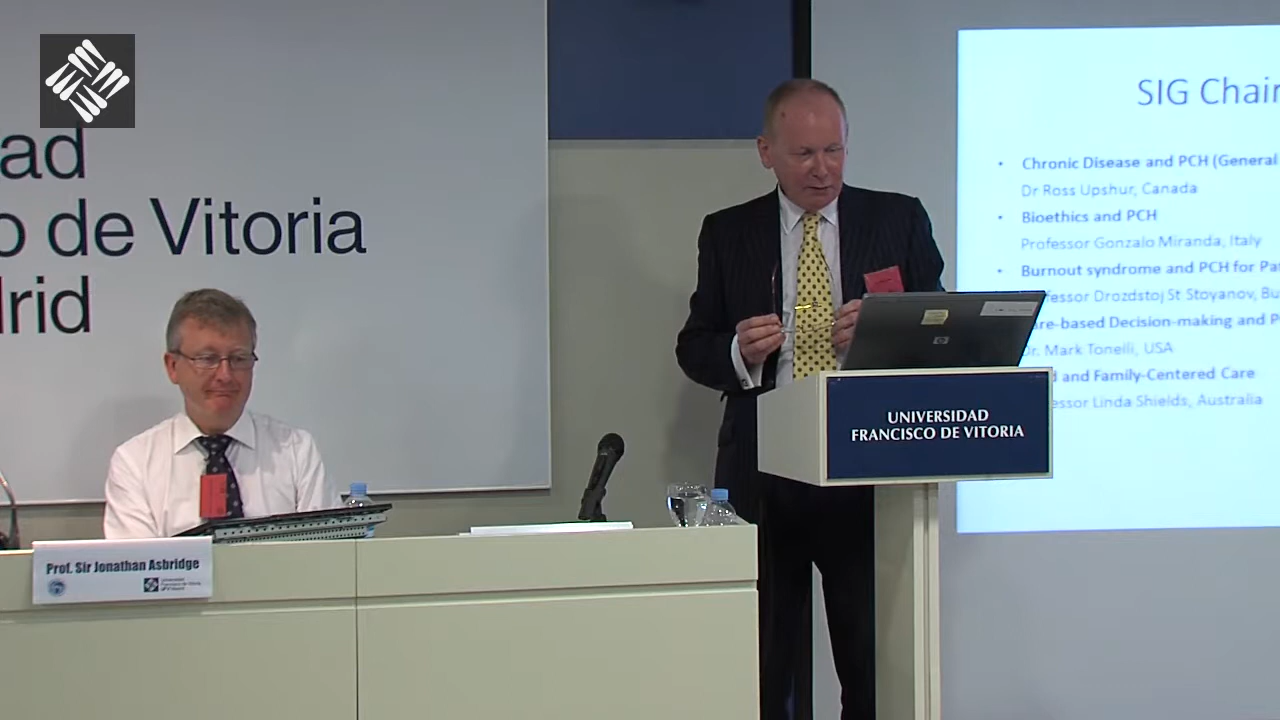 ad
o de Vitoria
drid
Prof. Sir Jonathan Asbridge
UNIVERSIDAD
FRANCISCO DE VITORIA
SIG Chair
• Chronic Disease and PCH (General
Dr Ross Upshur, Canada
• Bioethics and PCH
Professor Gonzalo Miranda, Italy
• Burnout syndrome and PCH for Pa
fessor Drozdstoj St Stoyanov, Bu
are-based Decision-making and P
Dr. Mark Tonelli, USA
d and Family-Centered Care
essor Linda Shields, Australia
hp